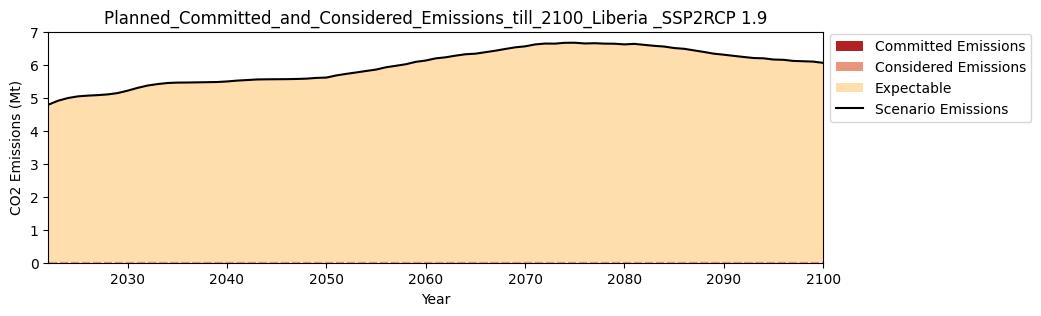 Planned_Committed_and_Considered_Emissions_till_2100_Liberia _SSP2RCP 1.9
7
6
5
4
3
2
1
0
CO2 Emissions (Mt)
2030 2040 2050 2060 2070 2080 2090 2100
Year
Committed Emissions
Considered Emissions
Expectable
Scenario Emissions